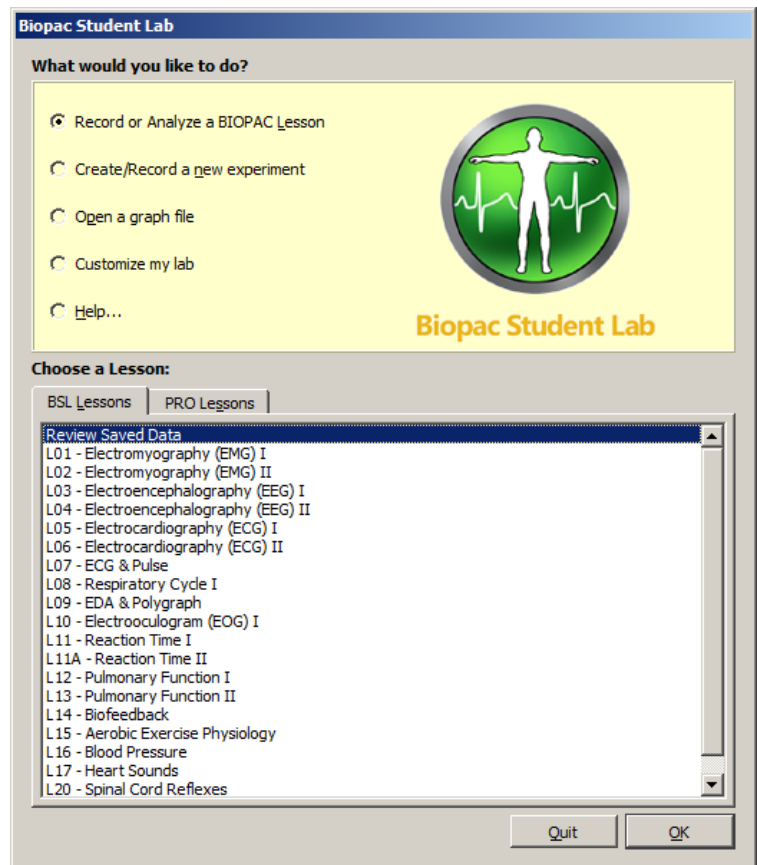 Biopac Student Lab
What would you like to do?
Record or Analyze a BIOPAC Lesson
Create/Record a new experiment
Open a graph file
Customize my lab
Help...
Biopac Student Lab
Choose a Lesson:
BSL Lessons PRO Lessons
Review Saved Data
L01 - Electromyography (EMG) I
L02 - Electromyography (EMG) II
L03 - Electroencephalography (EEG) I
L04 - Electroencephalography (EEG) II
L05 - Electrocardiography (ECG) I
L06 - Electrocardiography (ECG) II
L07 - ECG & Pulse
L08 - Respiratory Cycle I
L09 - EDA & Polygraph
L10 - Electrooculogram (EOG) I
L11 - Reaction Time I
L11A - Reaction Time II
L12 - Pulmonary Function I
L13 - Pulmonary Function II
L14 - Biofeedback
L15 - Aerobic Exercise Physiology
L16 - Blood Pressure
L17 - Heart Sounds
L20 - Spinal Cord Reflexes
Quit OK